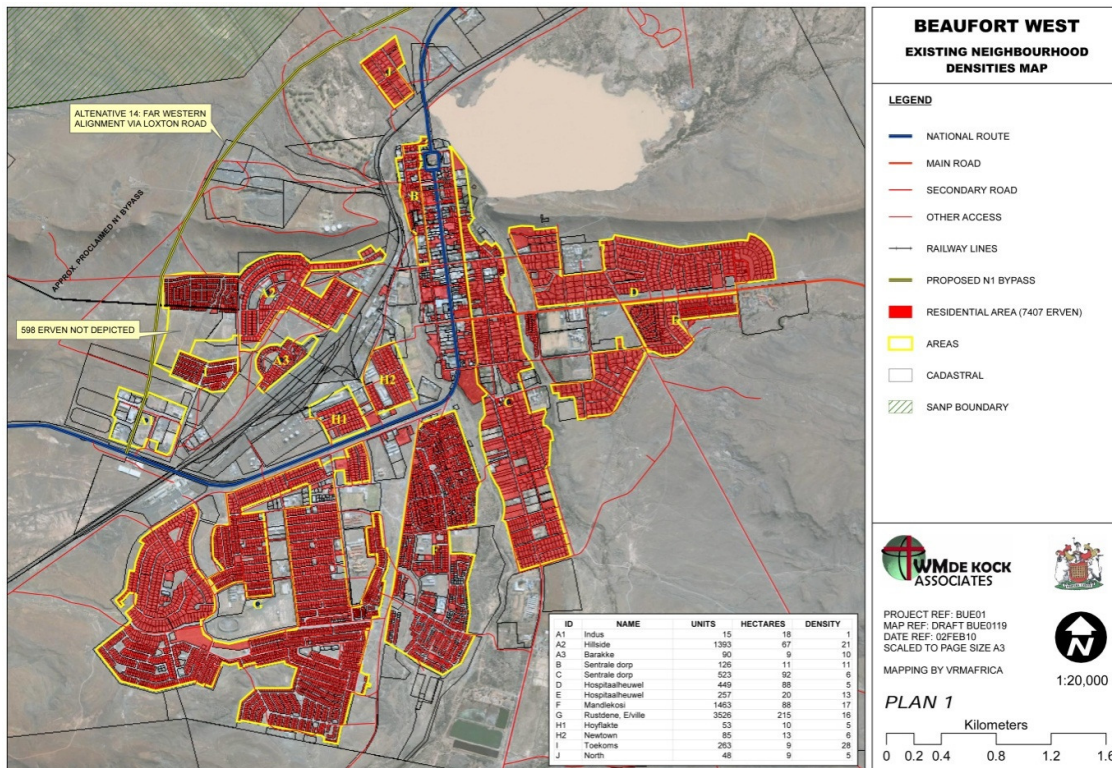 BEAUFORT WEST
EXISTING NEIGHBOURHOOD
DENSITIES MAP
LEGEND
NATIONAL ROUTE
MAIN ROAD
SECONDARY ROAD
OTHER ACCESS
RAILWAY LINES
PROPOSED N1 BYPASS
RESIDENTIAL AREA (7407 ERVEN)
AREAS
CADASTRAL
SANP BOUNDARY
ALTENATIVE 14: FAR WESTERN
ALIGNMENT VIA LOXTON ROAD
APPROX. PROCLAIMED N1 BYPASS
598 ERVEN NOT DEPICTED
J
B
D
A3
H2
H1
ID NAME UNITS HECTARES DENSITY
A1 Indus 15 18 1
A2 Hillside 1393 67 21
A3 Barakke 90 9 10
B Sentrale dorp 126 11 11
C Sentrale dorp 523 92 6
D Hospitaalheuwel 449 88 5
E Hospitaalheuwel 257 20 13
F Mandlekosi 1463 88 17
G Rustdene, E/ville 3526 215 16
H1 Hoyflakte 53 10 5
H2 Newtown 85 13 6
I Toekoms 263 9 28
J North 48 9 5
WMDE KOCK
ASSOCIATES
PROJECT REF: BUE01
MAP REF: DRAFT BUE0119
DATE REF: 02FEB10
SCALED TO PAGE SIZE A3
MAPPING BY VRMAFRICA
N
1:20,000
PLAN 1
Kilometers
0 0.2 0.4 0.8 1.2 1.6